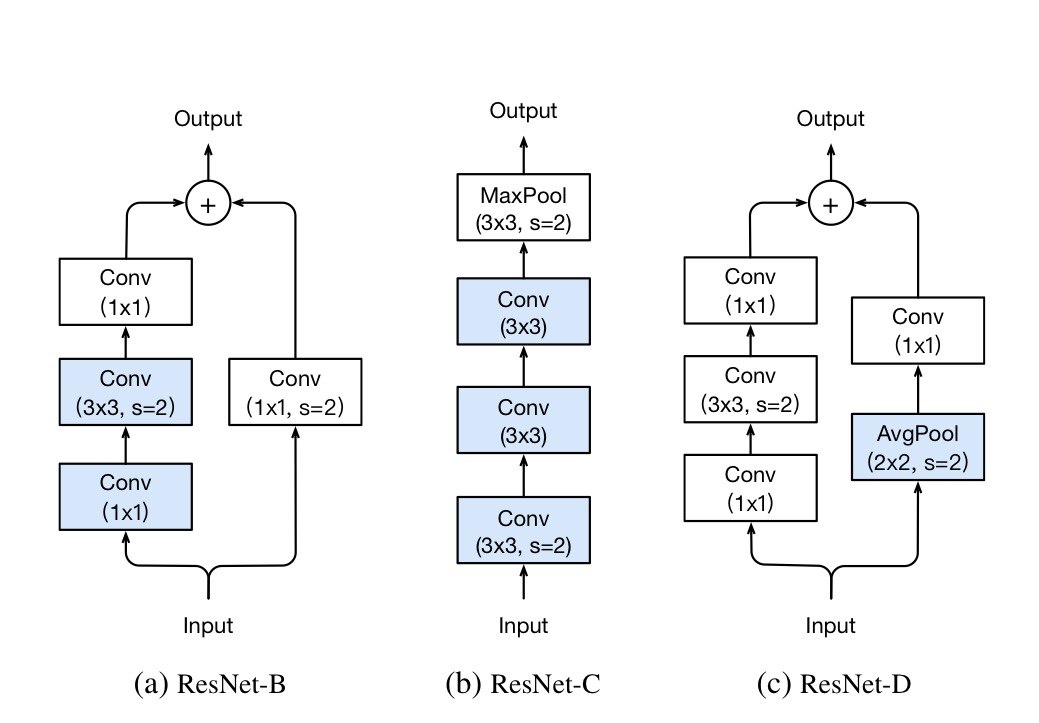 Output
+
Conv
(1x1)
Conv
(3x3, s=2)
Conv
(1x1)
Conv
(1x1, s=2)
Input
(a) ResNet-B
Output
MaxPool
(3x3, s=2)
Conv
(3x3)
Conv
(3x3)
Conv
(3x3, s=2)
Input
(b) ResNet-C
Output
+
Conv
(1x1)
Conv
(3x3, s=2)
Conv
(1x1)
Conv
(1x1)
AvgPool
(2x2, s=2)
Input
(c) ResNet-D